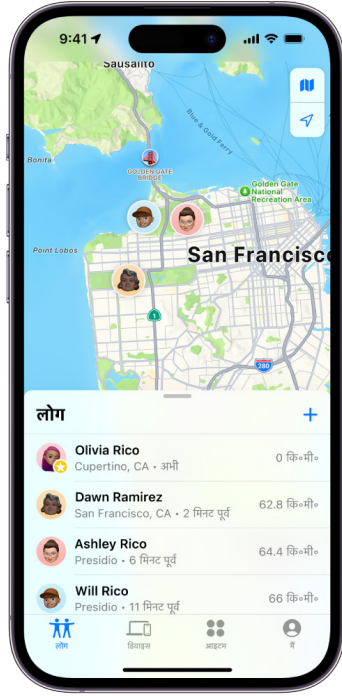 9:41
Sausalito
Blue & Gold Ferry
Bonita
GOLDEN GATE
BRIDGE
Golden Gate
National
Recreation Area
Point Lobos
San Francisco
1
280
लोग
Olivia Rico
Cupertino, CA • अभी
0 कि॰मी॰
Dawn Ramirez
San Francisco, CA • 2 मिनट पूर्व
62.8 कि॰मी॰
Ashley Rico
Presidio • 6 मिनट पूर्व
64.4 कि॰मी॰
Will Rico
Presidio • 11 मिनट पूर्व
66 कि॰मी॰
लोग
डिवाइस
आइटम
मैं